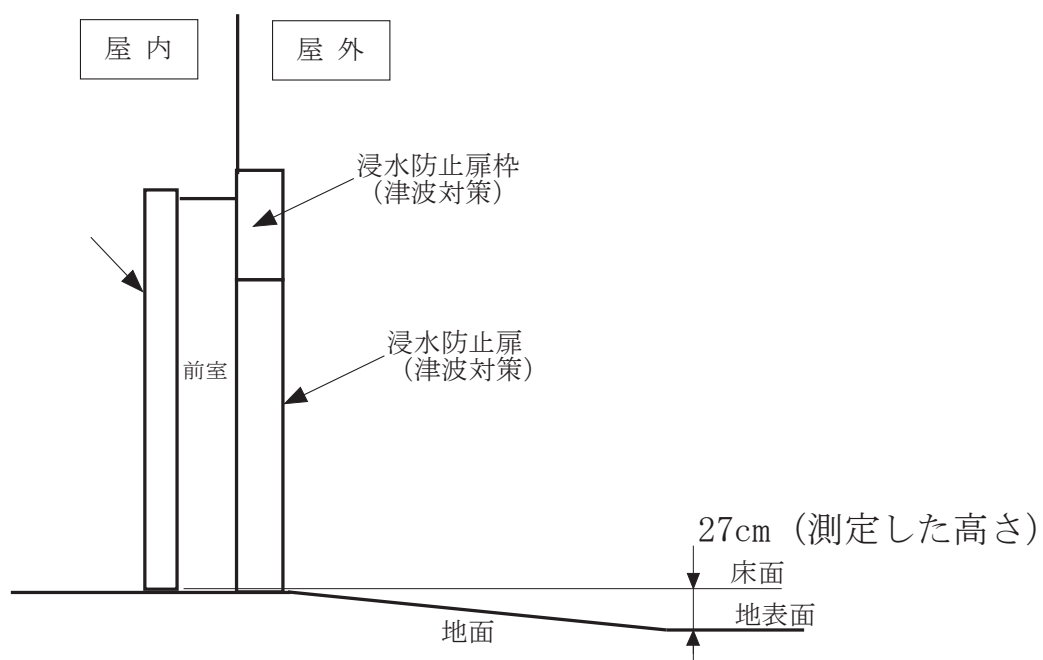 屋 内
屋 外
浸水防止扉枠
（津波対策）
浸水防止扉
（津波対策）
前室
27cm (測定した高さ)
床面
地表面
地面